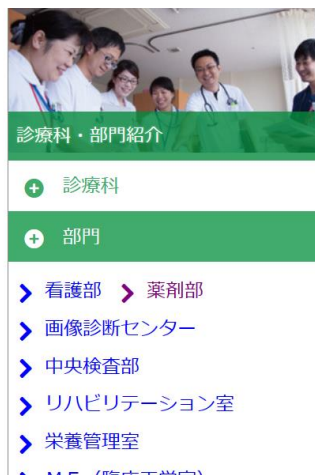 診療科・部門紹介
診療科
部門
看護部 薬剤部
画像診断センター
中央検査部
リハビリテーション室
栄養管理室